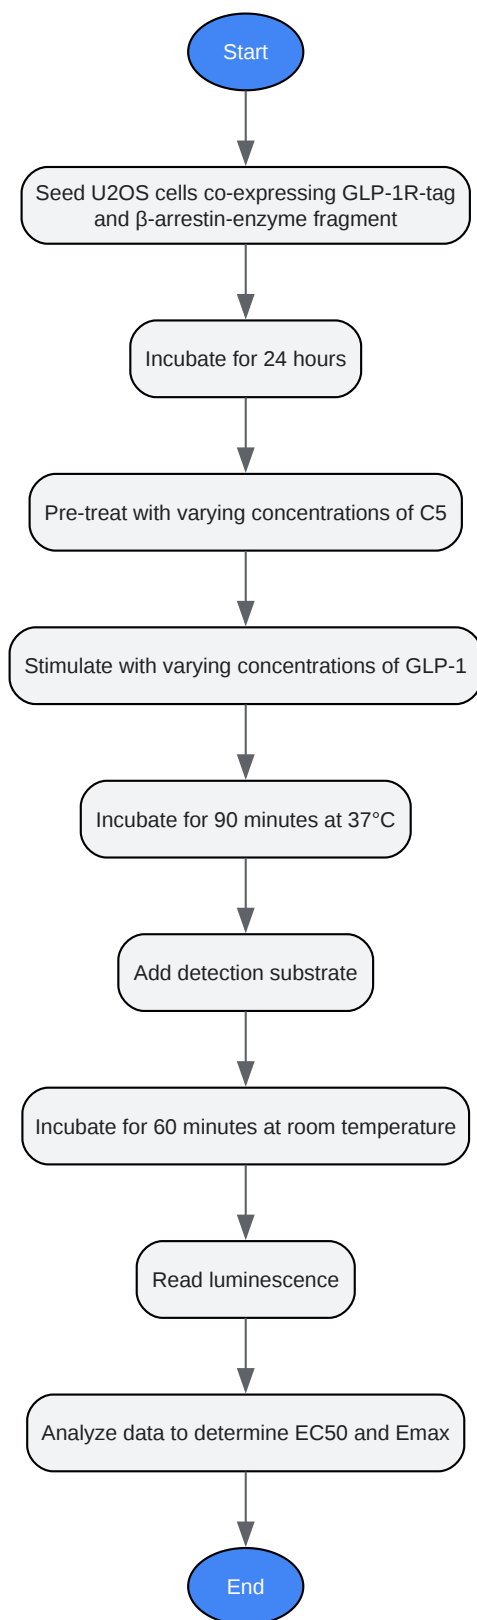 Start
Seed U2OS cells co-expressing GLP-1R-tag
and β-arrestin-enzyme fragment
Incubate for 24 hours
Pre-treat with varying concentrations of C5
Stimulate with varying concentrations of GLP-1
Incubate for 90 minutes at 37°C
Add detection substrate
Incubate for 60 minutes at room temperature
Read luminescence
Analyze data to determine EC50 and Emax
End